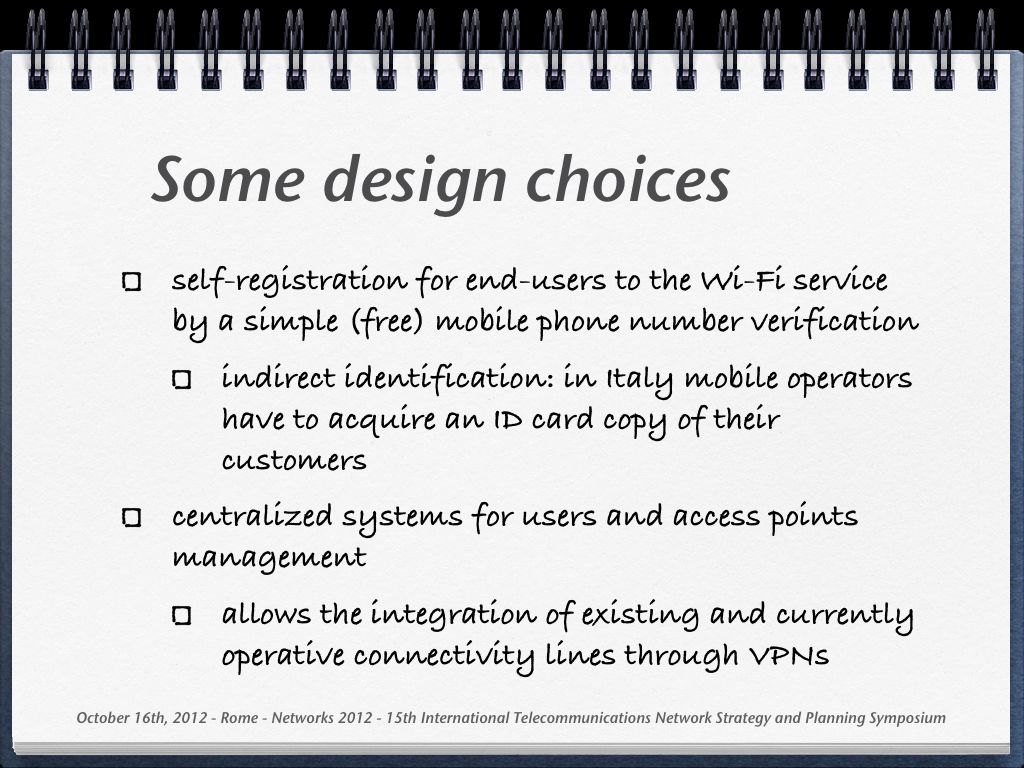 Some design choices
self-registration for end-users to the Wi-Fi service
by a simple (free) mobile phone number verification
indirect identification: in Italy mobile operators
have to acquire an ID card copy of their
customers
centralized systems for users and access points
management
allows the integration of existing and currently
operative connectivity lines through VPNs
October 16th, 2012 - Rome - Networks 2012 - 15th International Telecommunications Network Strategy and Planning Symposium